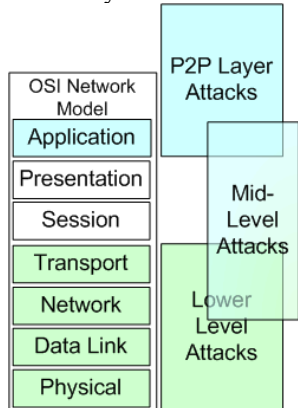 OSI Network
Model
Application
Presentation
Session
Transport
Network
Data Link
Physical
P2P Layer
Attacks
Mid-
Level
Attacks
Lower
Level
Attacks